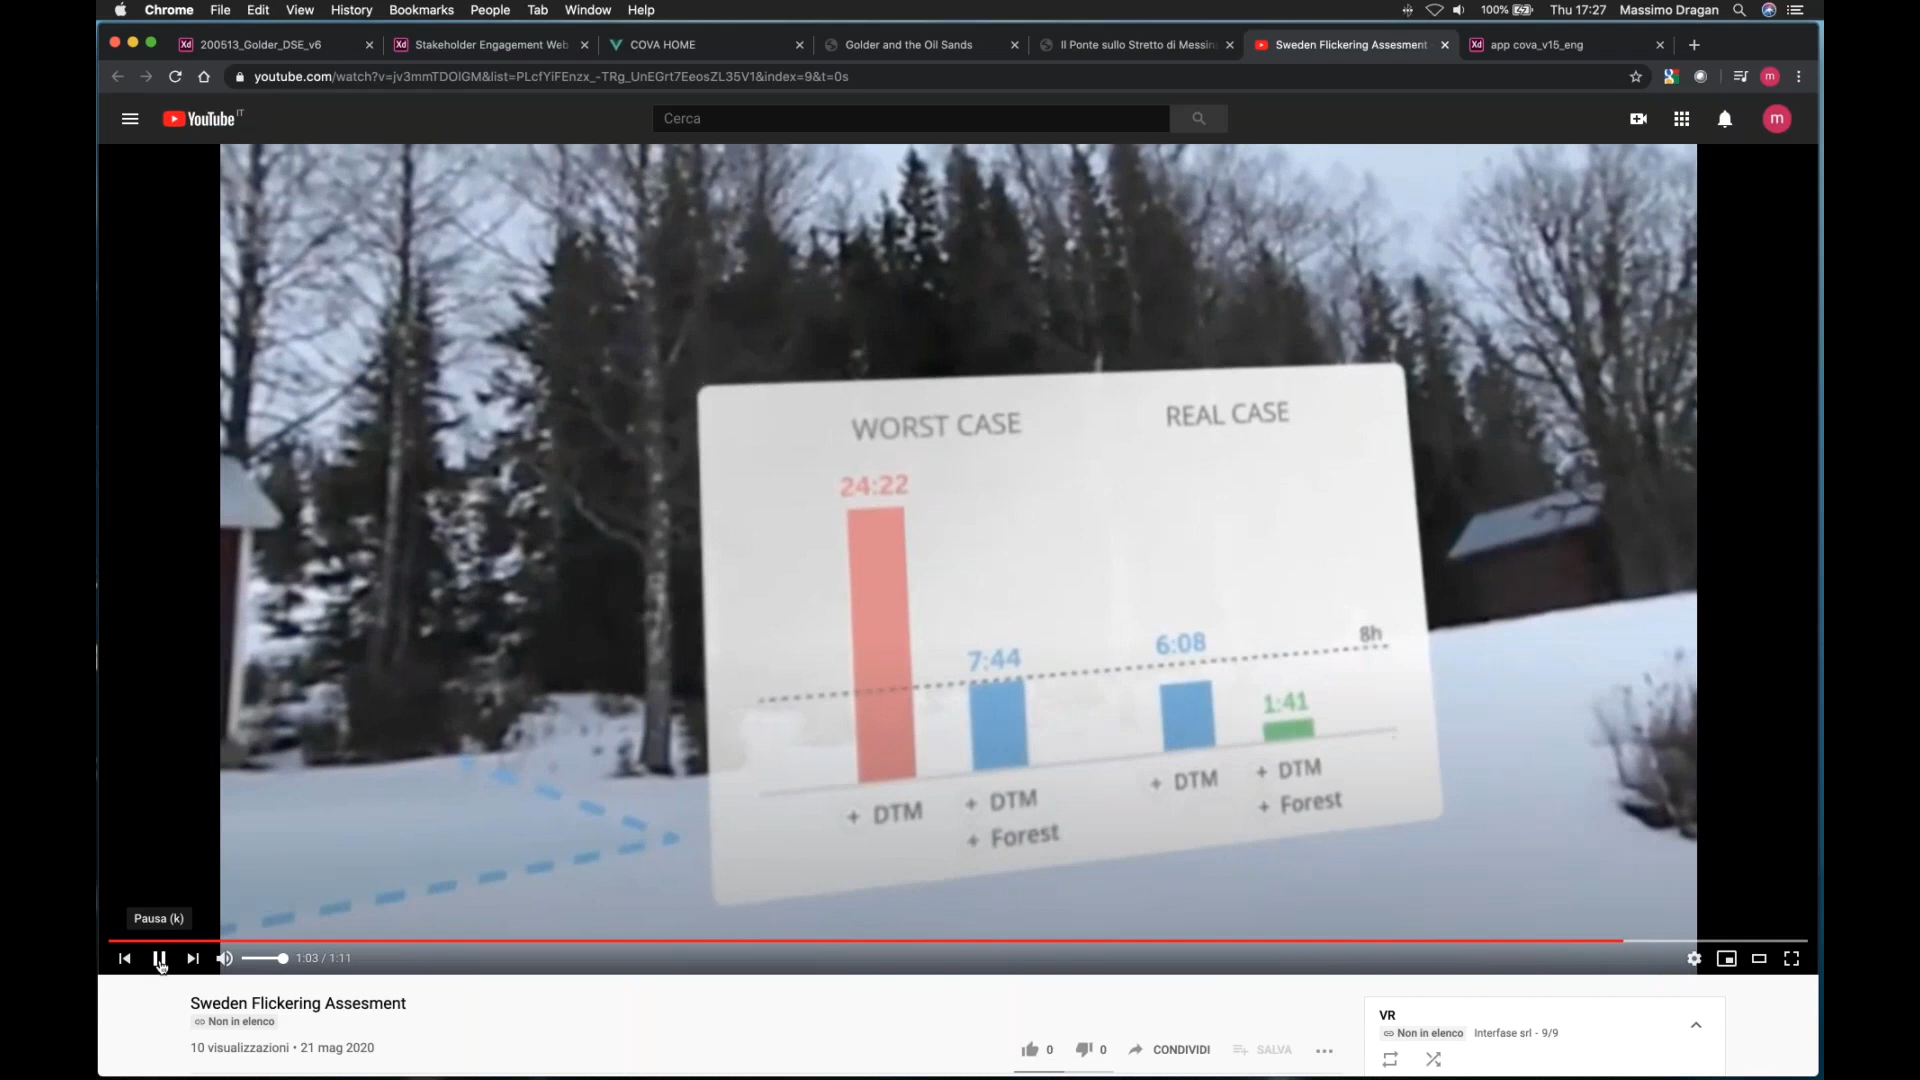 Chrome File Edit View History Bookmarks People Tab Window Help 100% Thu 17:27 Massimo Dragan
200513_Golder_DSE_v6 Stakeholder Engagement Web COVA HOME Golder and the Oil Sands Il Ponte sullo Stretto di Messin Sweden Flickering Assesment app cova_v15_eng
youtube.com/watch?v=jv3mmTDOlGM&list=PLcfYiFEnzx_-TRg_UnEGrt7EeosZL35V1&index=9&t=0s m
YouTube IT Cerca m
WORST CASE REAL CASE
24:22
7:44 6:08 8h
1:41
+ DTM + DTM + DTM + DTM
+ Forest + Forest
Pausa (k)
1:03 / 1:11
Sweden Flickering Assesment
Non in elenco
10 visualizzazioni • 21 mag 2020
0 0 CONDIVIDI SALVA
VR
Non in elenco Interfase srl - 9/9